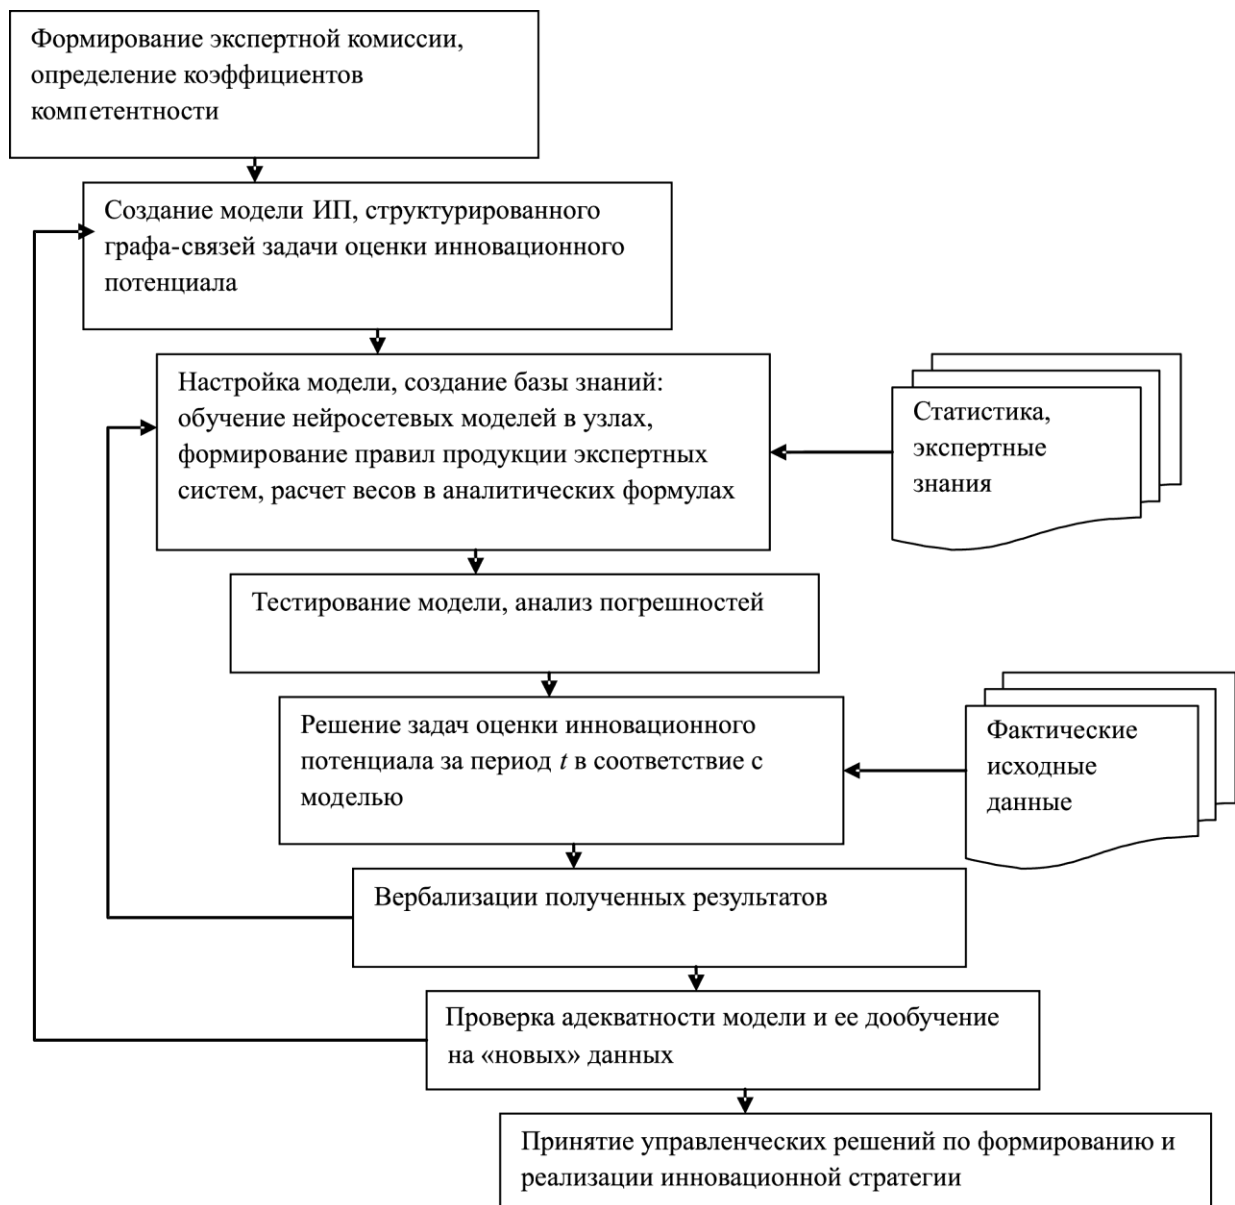 Формирование экспертной комиссии,
определение коэффициентов
компетентности
Создание модели ИП, структурированного
графа-связей задачи оценки инновационного
потенциала
Настройка модели, создание базы знаний:
обучение нейросетевых моделей в узлах,
формирование правил продукции экспертных
систем, расчет весов в аналитических формулах
Статистика,
экспертные
знания
Тестирование модели, анализ погрешностей
Решение задач оценки инновационного
потенциала за период t в соответствие с
моделью
Фактические
исходные
данные
Вербализации полученных результатов
Проверка адекватности модели и ее дообучение
на «новых» данных
Принятие управленческих решений по формированию и
реализации инновационной стратегии